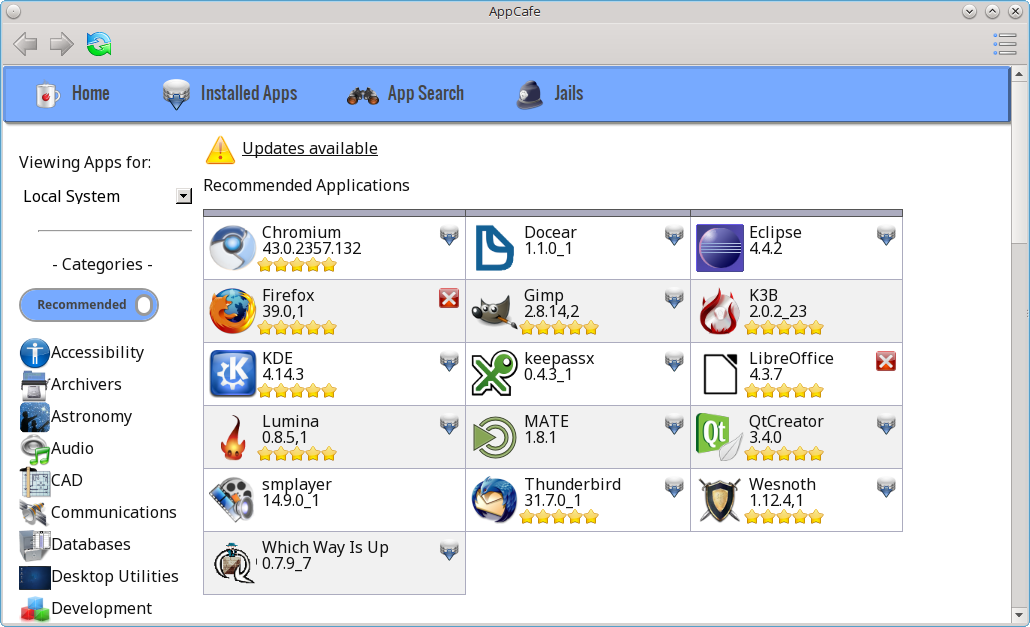 AppCafe
Home
Installed Apps
App Search
Jails
Viewing Apps for:
Local System
- Categories -
Recommended
Accessibility
Archivers
Astronomy
Audio
CAD
Communications
Databases
Desktop Utilities
Development
Updates available
Recommended Applications
Chromium
43.0.2357.132
Docear
1.1.0_1
Eclipse
4.4.2
Firefox
39.0,1
Gimp
2.8.14,2
K3B
2.0.2_23
KDE
4.14.3
keepassx
0.4.3_1
LibreOffice
4.3.7
Lumina
0.8.5,1
MATE
1.8.1
Qt
QtCreator
3.4.0
smplayer
14.9.0_1
Thunderbird
31.7.0_1
Wesnoth
1.12.4,1
Which Way Is Up
0.7.9_7